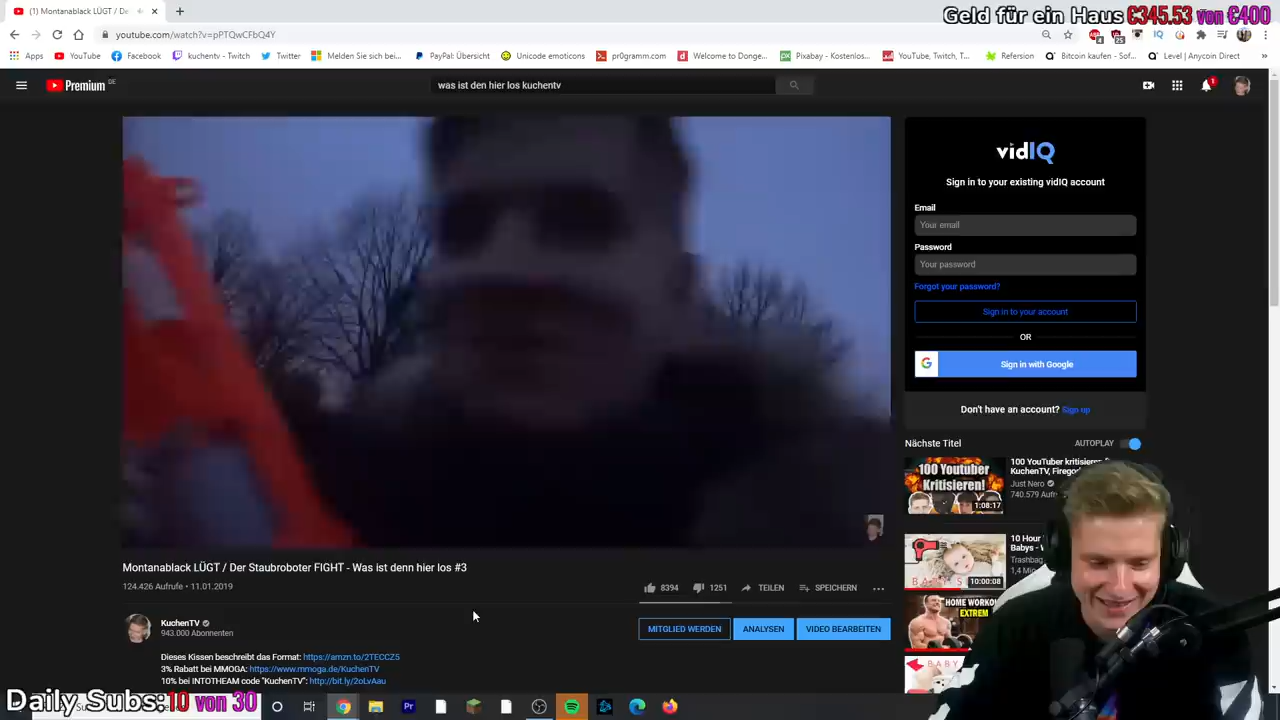 (1) Montanablack LÜGT / De
Geld für ein Haus €345.53 von €400
youtube.com/watch?v=pPTQwCFbQ4Y
Apps YouTube Facebook kuchentv - Twitch Twitter Melden Sie sich bei... PayPal Übersicht Unicode emoticons pr0gramm.com Welcome to Donge... Pixabay - Kostenlos... YouTube, Twitch, T... Refersion Bitcoin kaufen - Sof... Level | Anycoin Direct »
Premium DE
was ist den hier los kuchentv
1
vidIQ
Sign in to your existing vidIQ account
Email
Your email
Password
Your password
Forgot your password?
Sign in to your account
OR
Sign in with Google
Don't have an account? Sign up
Nächste Titel AUTOPLAY
100 Youtuber
Kritisieren!
1:08:17
100 YouTuber kritisieren
KuchenTV, Firego
Just Nero
740.579 Aufr
BABYS
10:00:08
10 Hour
Babys - W
Trashbag
1,4 Mio
HOME WORKOU
EXTREM
BABY
Montanablack LÜGT / Der Staubroboter FIGHT - Was ist denn hier los #3
124.426 Aufrufe • 11.01.2019
8394 1251 TEILEN SPEICHERN
KuchenTV
943.000 Abonnenten
MITGLIED WERDEN ANALYSEN VIDEO BEARBEITEN
Dieses Kissen beschreibt das Format: https://amzn.to/2TECCZ5
3% Rabatt bei MMOGA: https://www.mmoga.de/KuchenTV
10% bei INTOTHEAM code "KuchenTV": http://bit.ly/2oLvAau
Daily Subs: 10 von 30